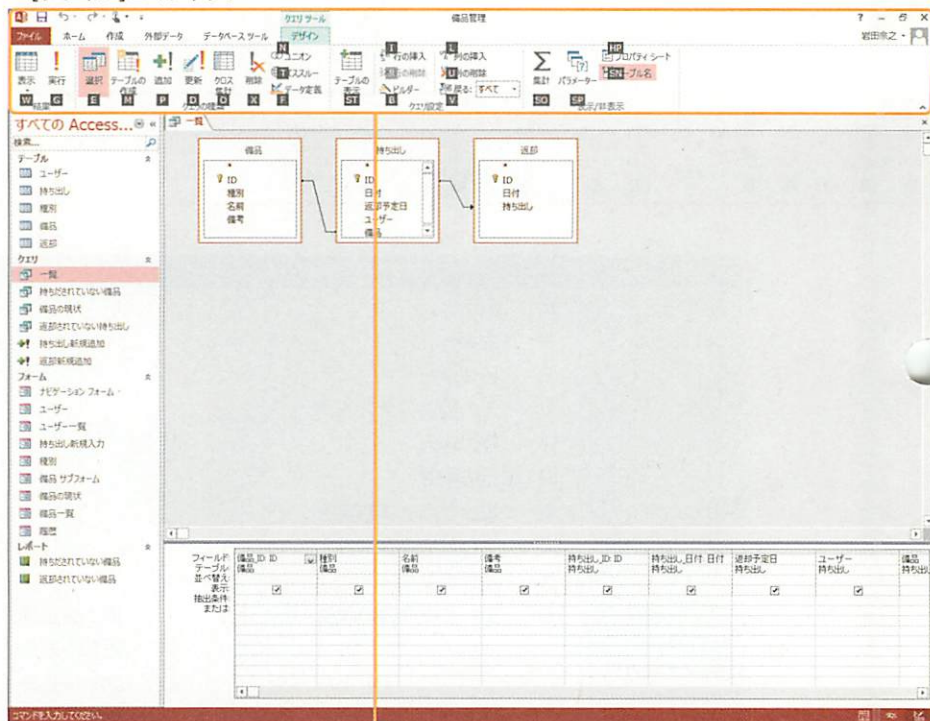 クエリ ツール
備品管理
ファイル ホーム 作成 外部データ データベース ツール デザイン
岩田宗之
N I L HP
ユニオン 行の挿入 列の挿入 プロパティ シート
T U SN
表示 実行 選択 テーブルの作成 追加 更新 クロス集計 削除 データ定義 テーブルの表示 ビルダー 戻る: すべて 集計 パラメーター
W G E M P D O X F ST B V SO SP
結果 クエリの種類 クエリ設定 表示/非表示
すべての Access...
検索...
一覧
テーブル
ユーザー
持ち出し
種別
備品
返却
クエリ
一覧
持ちだされていない備品
備品の現状
返却されていない持ち出し
持ち出し新規追加
返却新規追加
フォーム
ナビゲーション フォーム
ユーザー
ユーザー一覧
持ち出し新規入力
種別
備品 サブフォーム
備品の現状
備品一覧
履歴
レポート
持ちだされていない備品
返却されていない備品
備品
*
ID
種別
名前
備考
持ち出し
*
ID
日付
返却予定日
ユーザー
備品
返却
*
ID
日付
持ち出し
フィールド: 備品_ID: ID 種別 名前 備考 持ち出し_ID: ID 持ち出し_日付: 日付 返却予定日 ユーザー 備品
テーブル: 備品 備品 備品 備品 持ち出し 持ち出し 持ち出し 持ち出し 持ち出し
並べ替え:
表示:
抽出条件:
または:
コマンドを入力してください。